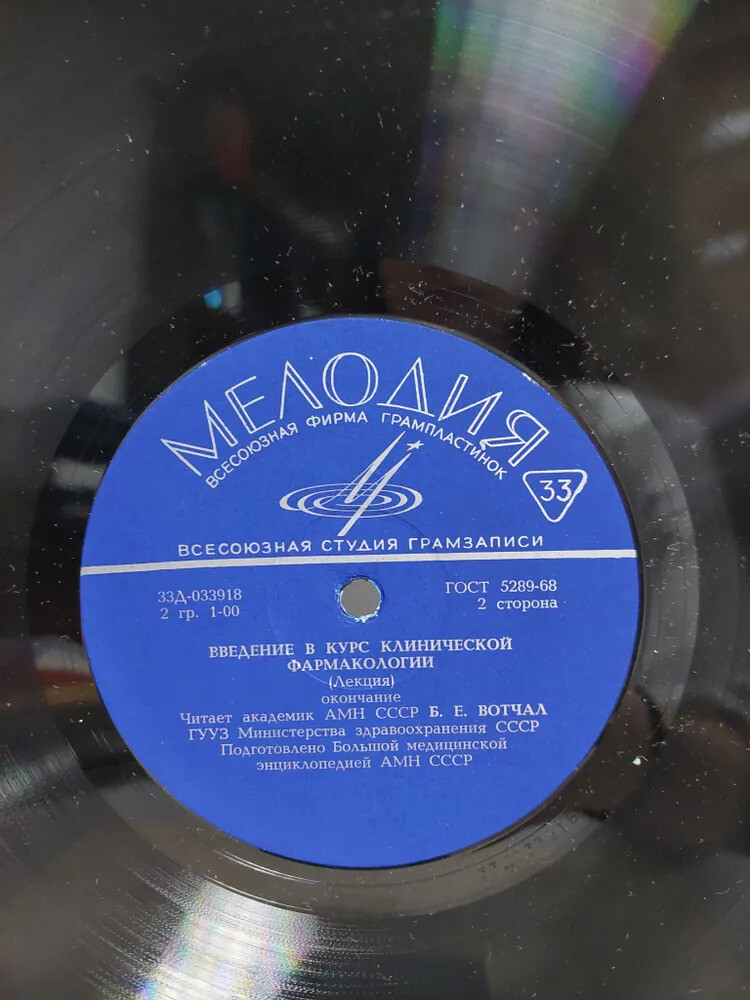 МЕЛОДИЯ
ВСЕСОЮЗНАЯ ФИРМА ГРАМПЛАСТИНОК
33
ВСЕСОЮЗНАЯ СТУДИЯ ГРАМЗАПИСИ
33Д-033918
2 гр. 1-00
ГОСТ 5289-68
2 сторона
ВВЕДЕНИЕ В КУРС КЛИНИЧЕСКОЙ
ФАРМАКОЛОГИИ
(Лекция)
окончание
Читает академик АМН СССР Б. Е. ВОТЧАЛ
ГУУЗ Министерства здравоохранения СССР
Подготовлено Большой медицинской
энциклопедией АМН СССР